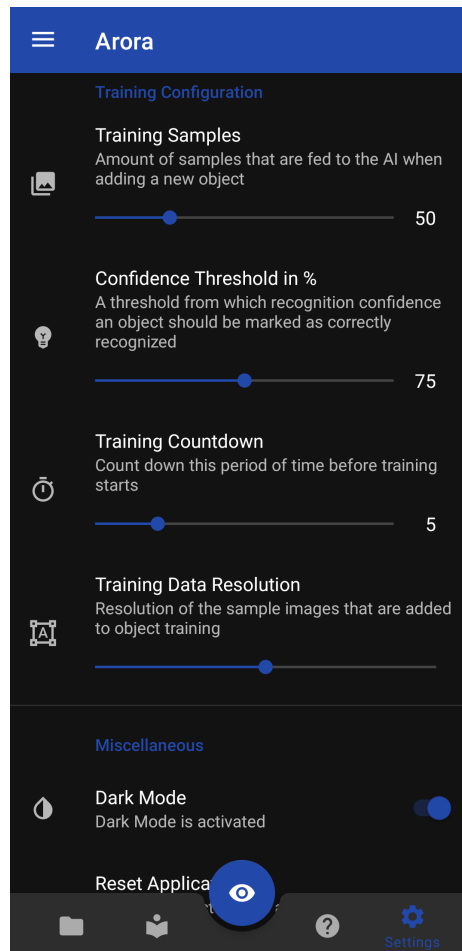 Arora
Training Configuration
Training Samples
Amount of samples that are fed to the AI when
adding a new object
50
Confidence Threshold in %
A threshold from which recognition confidence
an object should be marked as correctly
recognized
75
Training Countdown
Count down this period of time before training
starts
5
Training Data Resolution
Resolution of the sample images that are added
to object training
Miscellaneous
Dark Mode
Dark Mode is activated
Reset Applica
Settings